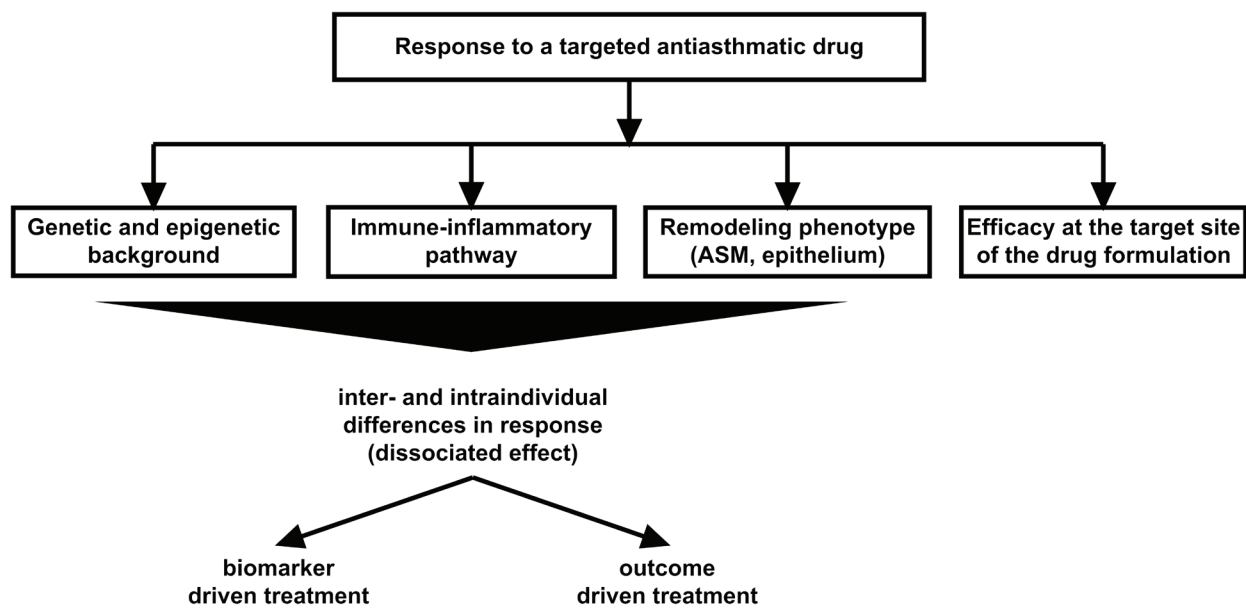 Response to a targeted antiasthmatic drug
Genetic and epigenetic
background
Immune-inflammatory
pathway
Remodeling phenotype
(ASM, epithelium)
Efficacy at the target site
of the drug formulation
inter- and intraindividual
differences in response
(dissociated effect)
biomarker
driven treatment
outcome
driven treatment